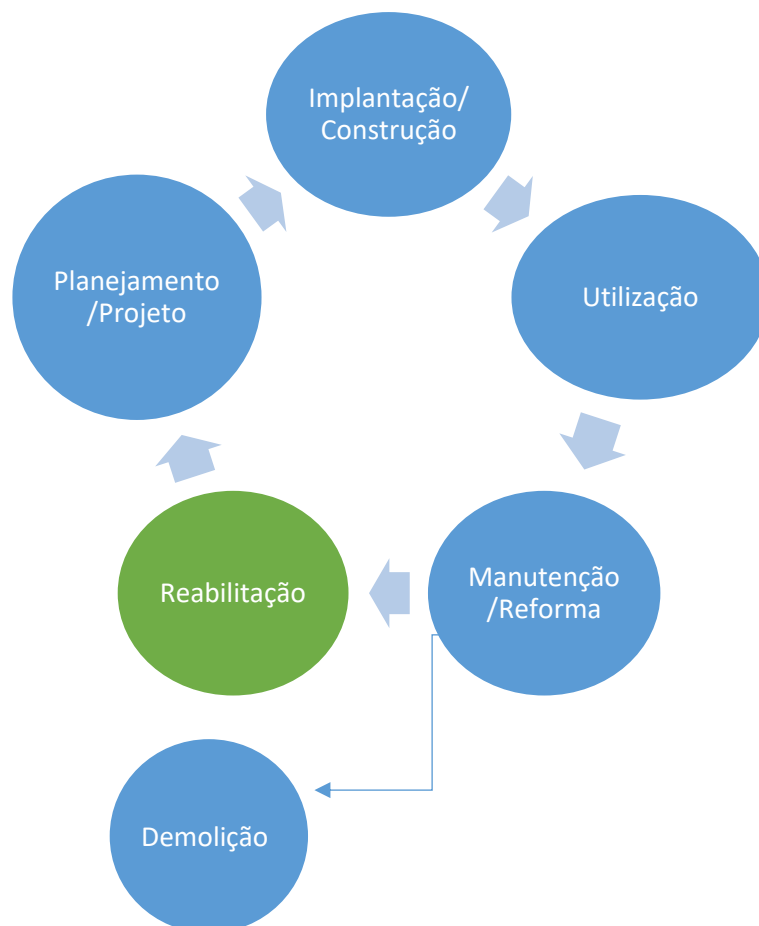 Implantação/
Construção
Utilização
Planejamento
/Projeto
Manutenção
/Reforma
Reabilitação
Demolição